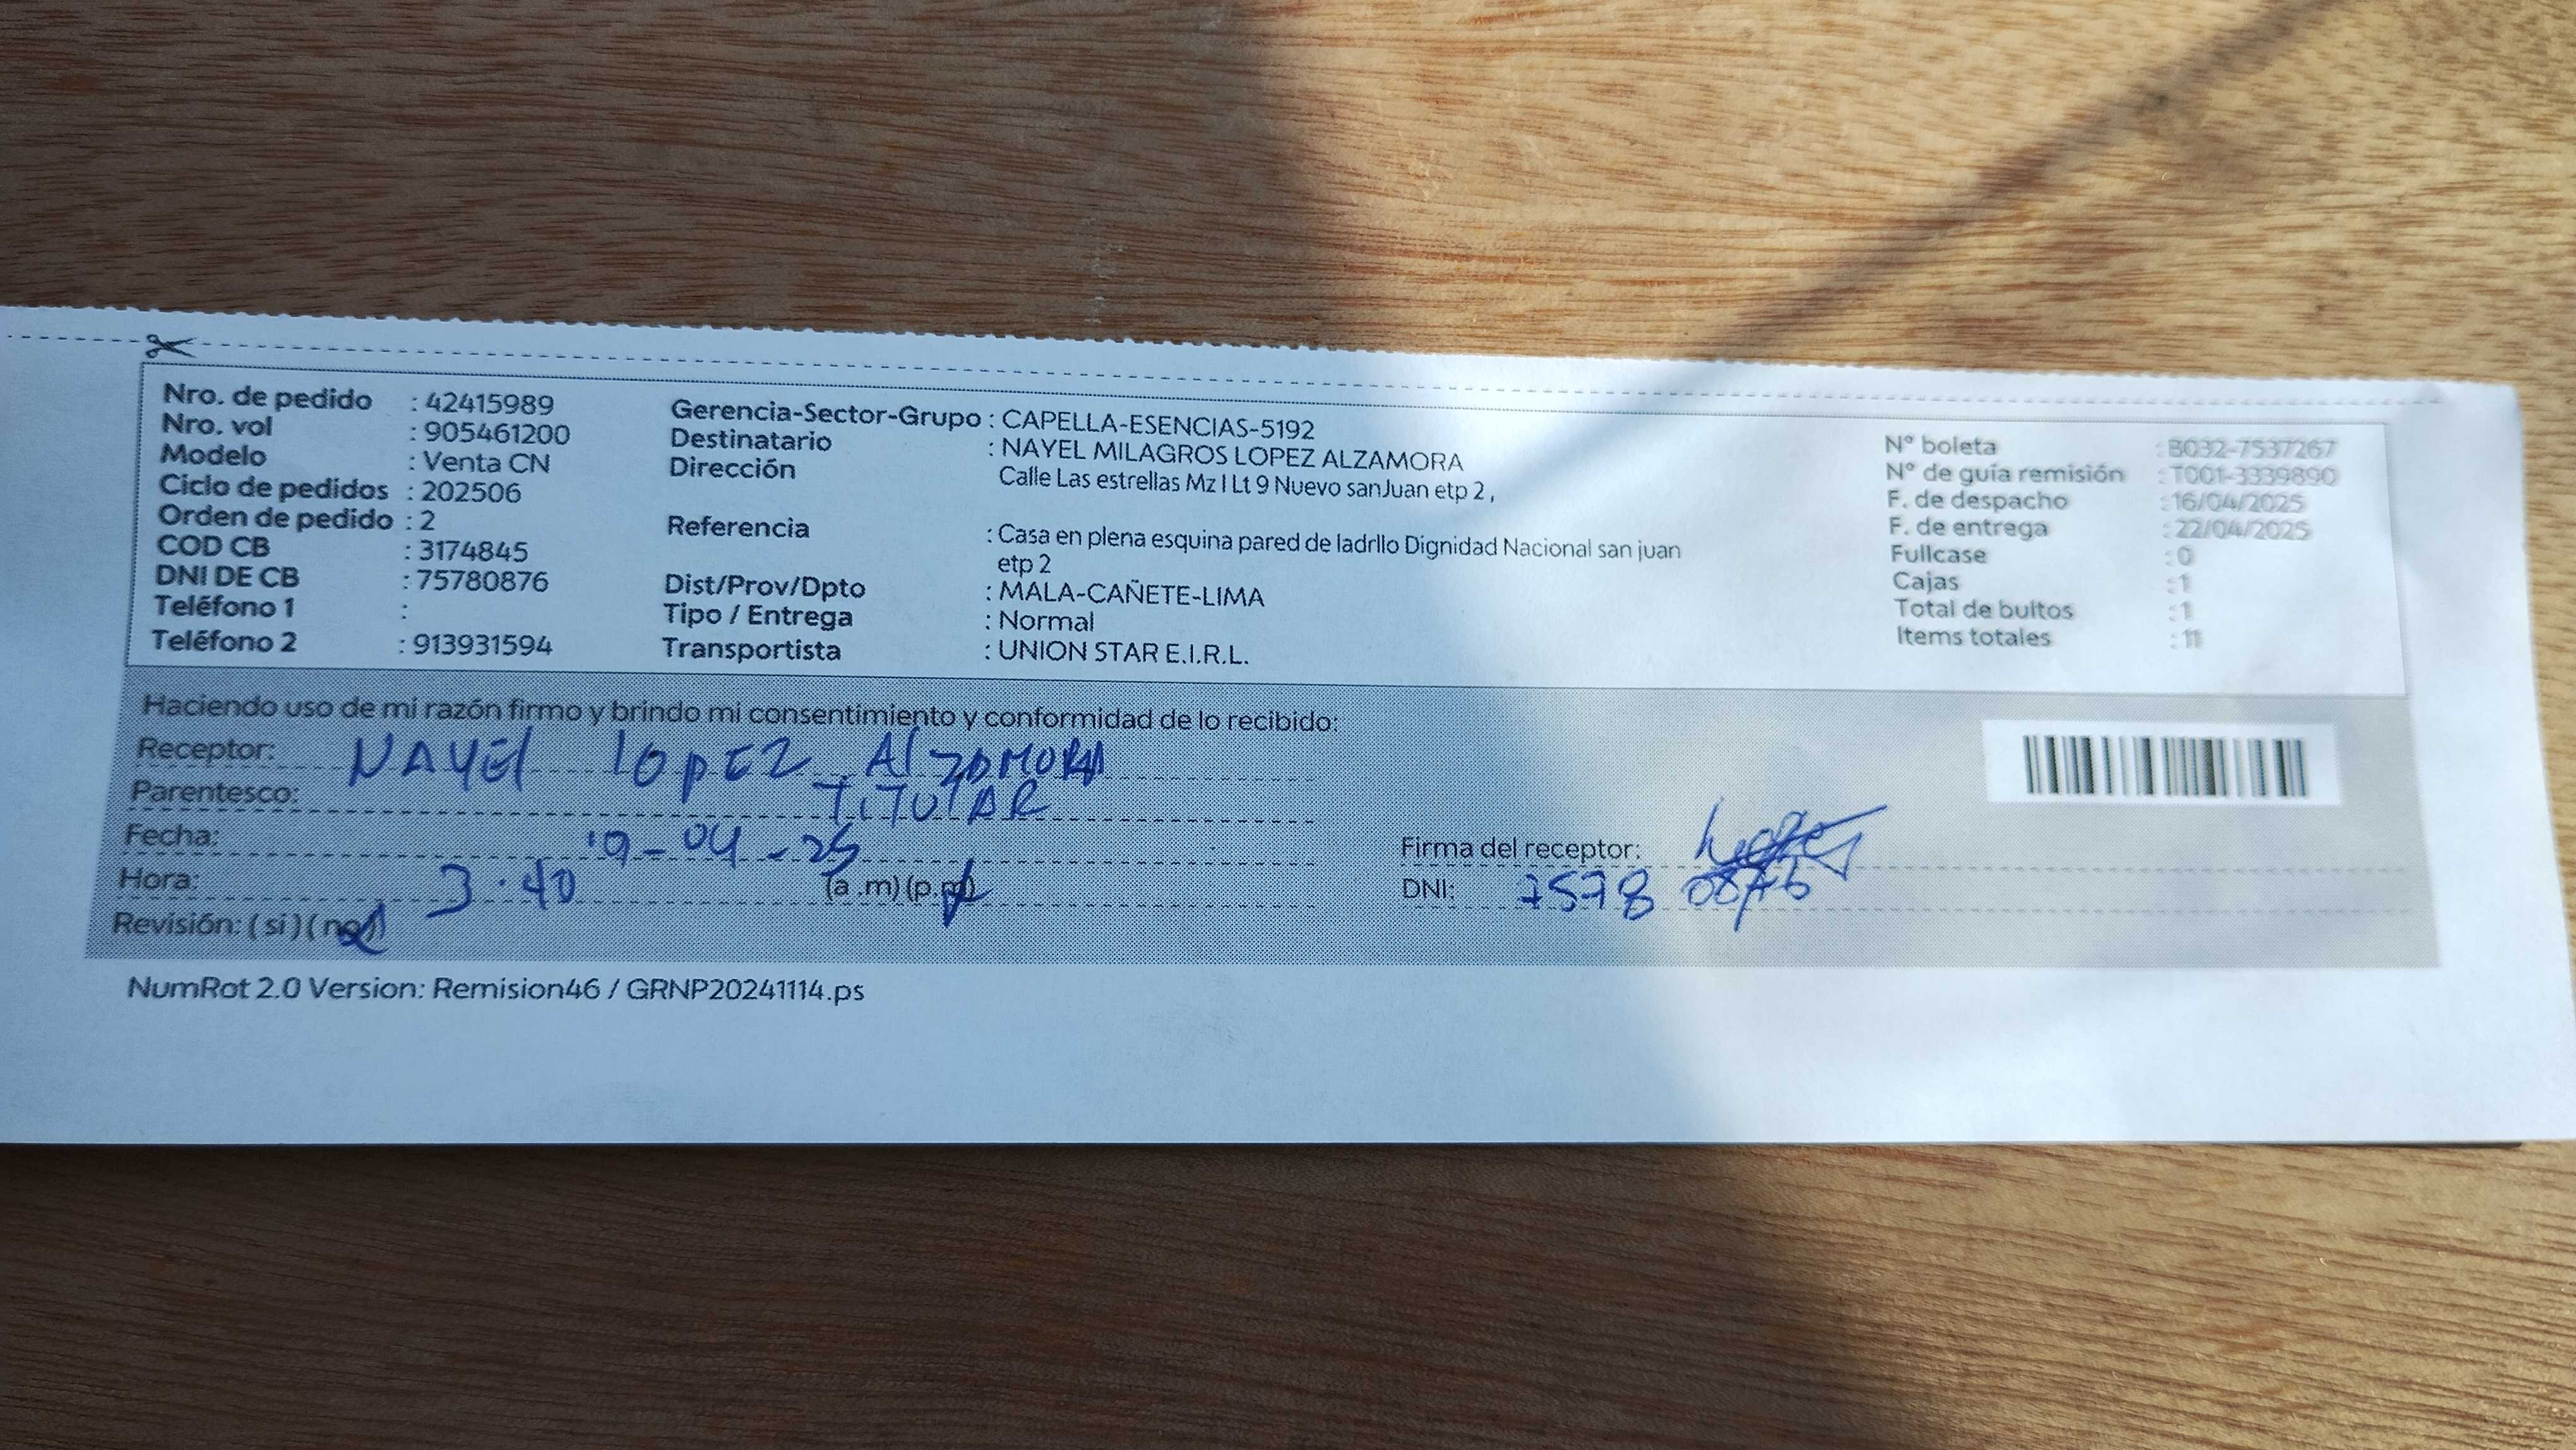 Nro. de pedido : 42415989
Nro. vol : 905461200
Modelo : Venta CN
Ciclo de pedidos : 202506
Orden de pedido : 2
COD CB : 3174845
DNI DE CB : 75780876
Teléfono 1 :
Teléfono 2 : 913931594
Gerencia-Sector-Grupo : CAPELLA-ESENCIAS-5192
Destinatario : NAYEL MILAGROS LOPEZ ALZAMORA
Dirección Calle Las estrellas Mz I Lt 9 Nuevo sanJuan etp 2 ,
Referencia : Casa en plena esquina pared de ladrllo Dignidad Nacional san juan
etp 2
Dist/Prov/Dpto : MALA-CAÑETE-LIMA
Tipo / Entrega : Normal
Transportista : UNION STAR E.I.R.L.
N° boleta : B032-7537267
N° de guía remisión : T001-3339890
F. de despacho : 16/04/2025
F. de entrega : 22/04/2025
Fullcase : 0
Cajas : 1
Total de bultos : 1
Items totales : 11
Haciendo uso de mi razón firmo y brindo mi consentimiento y conformidad de lo recibido:
Receptor: NAYEl lOpEZ AlZAMORA
Parentesco: TITULAR
Fecha: 19-04-25
Hora: 3:40 (a .m) (p.m)
Revisión: ( si ) ( no )
Firma del receptor:
DNI: 75780876
NumRot 2.0 Version: Remision46 / GRNP20241114.ps